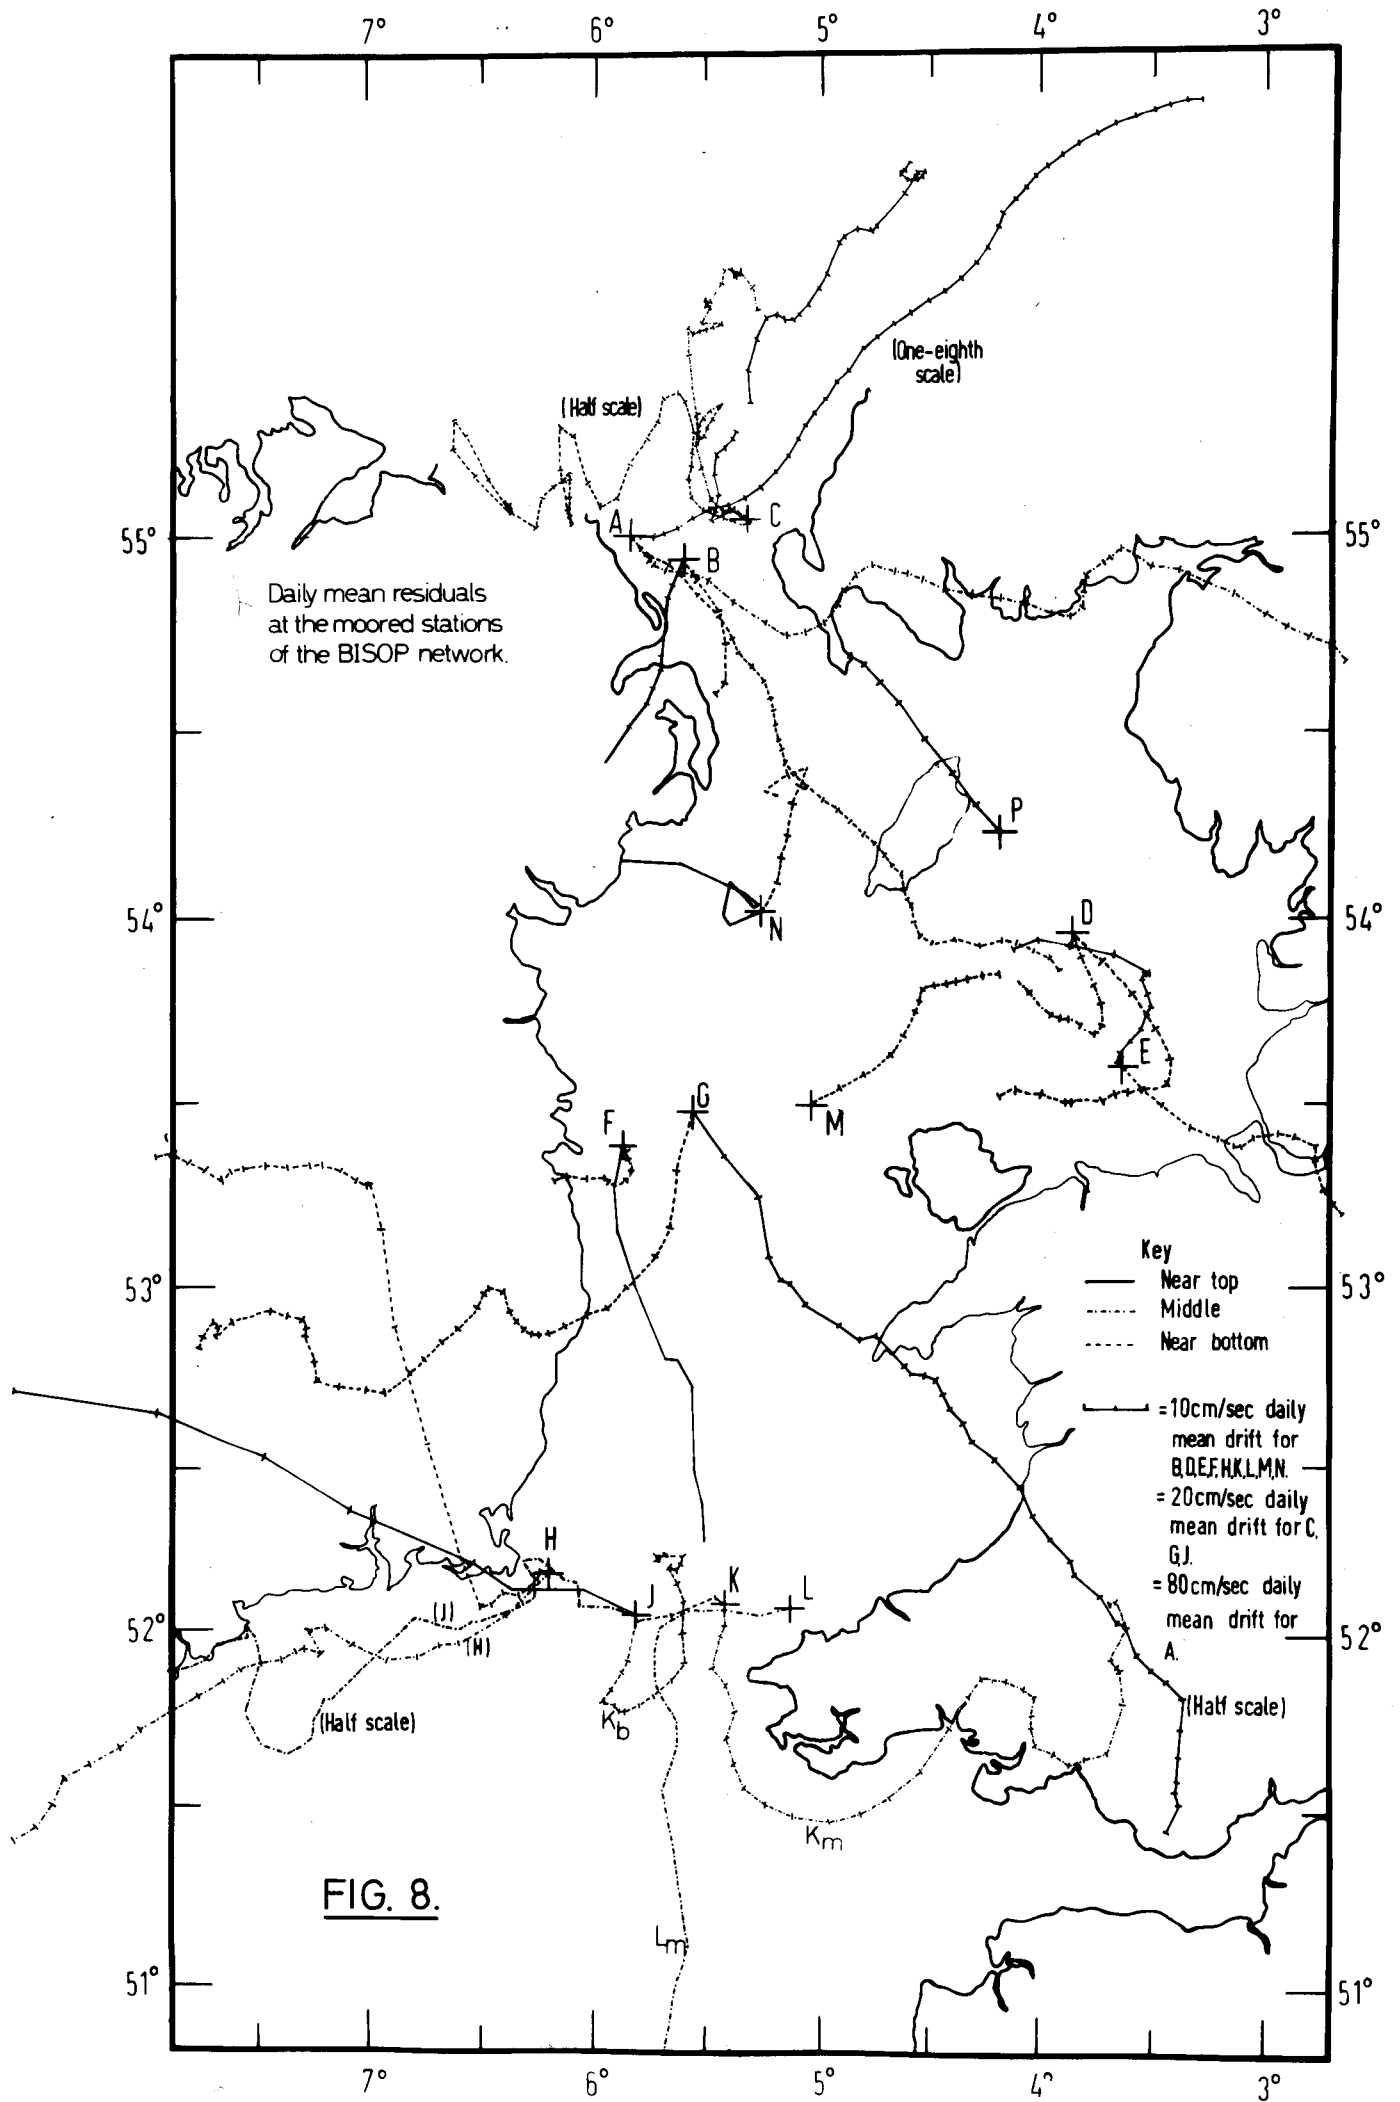 7° 6° 5° 4° 3°
(One-eighth
scale)
(Half scale)
A
C
55° 55°
B
Daily mean residuals
at the moored stations
of the BISOP network.
P
D
54° 54°
N
E
G
F
M
Key
53° 53°
Near top
Middle
Near bottom
=10cm/sec daily
mean drift for
B,D,E,F,H,K,L,M,N.
=20cm/sec daily
mean drift for C,
G,J.
=80cm/sec daily
mean drift for
A.
H
J
K
L
(J)
52° 52°
(H)
(Half scale)
Kb
(Half scale)
Km
FIG. 8.
Lm
51° 51°
7° 6° 5° 4° 3°